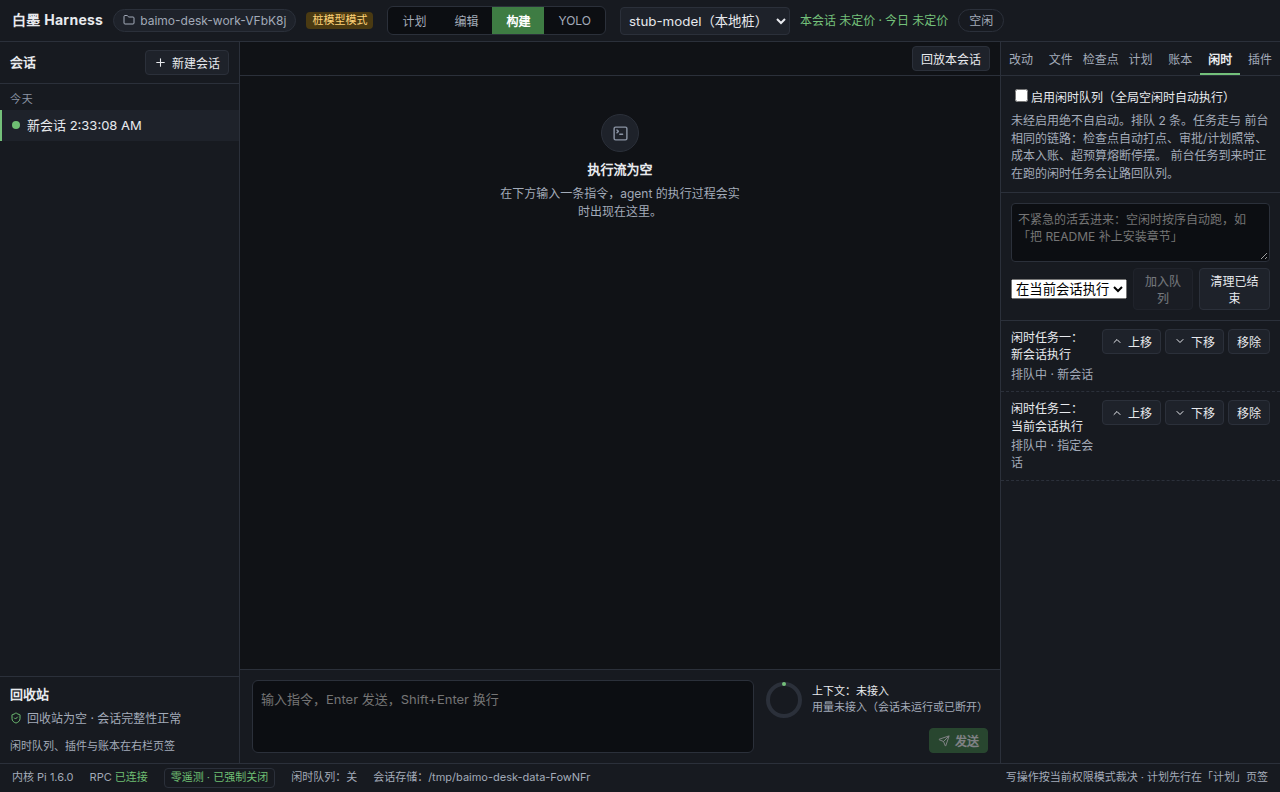 白墨 Harness
baimo-desk-work-VFbK8j
桩模型模式
计划
编辑
构建
YOLO
stub-model（本地桩）
本会话 未定价 · 今日 未定价
空闲
会话
新建会话
今天
新会话 2:33:08 AM
回收站
回收站为空 · 会话完整性正常
闲时队列、插件与账本在右栏页签
回放本会话
执行流为空
在下方输入一条指令，agent 的执行过程会实
时出现在这里。
输入指令，Enter 发送，Shift+Enter 换行
上下文：未接入
用量未接入（会话未运行或已断开）
发送
改动
文件
检查点
计划
账本
闲时
插件
启用闲时队列（全局空闲时自动执行）
未经启用绝不自启动。排队 2 条。任务走与 前台
相同的链路：检查点自动打点、审批/计划照常、
成本入账、超预算熔断停摆。 前台任务到来时正
在跑的闲时任务会让路回队列。
不紧急的活丢进来：空闲时按序自动跑，如
「把 README 补上安装章节」
在当前会话执行
加入队
列
清理已结
束
闲时任务一：
新会话执行
排队中 · 新会话
上移
下移
移除
闲时任务二：
当前会话执行
排队中 · 指定会
话
上移
下移
移除
内核 Pi 1.6.0
RPC 已连接
零遥测 · 已强制关闭
闲时队列：关
会话存储：/tmp/baimo-desk-data-FowNFr
写操作按当前权限模式裁决 · 计划先行在「计划」页签